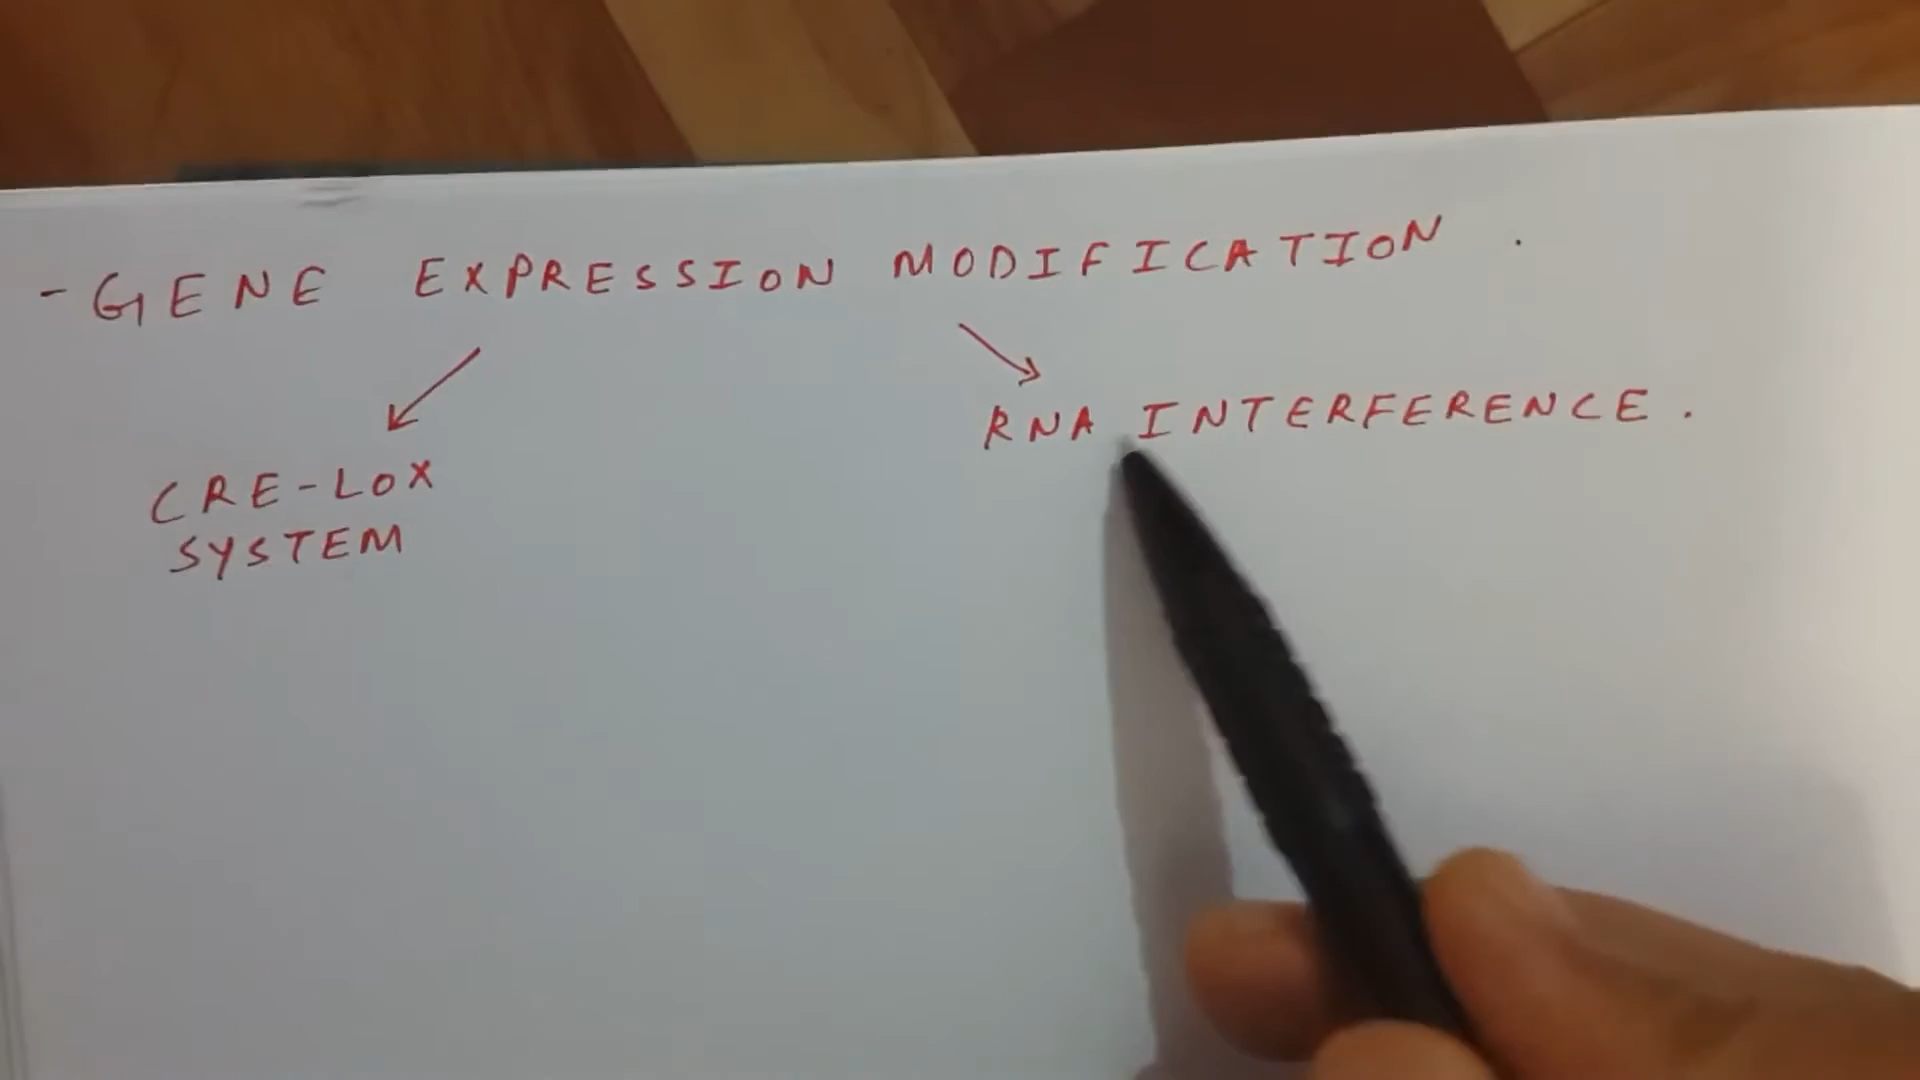 - GENE EXPRESSION MODIFICATION .
RNA INTERFERENCE .
CRE-LOX
SYSTEM